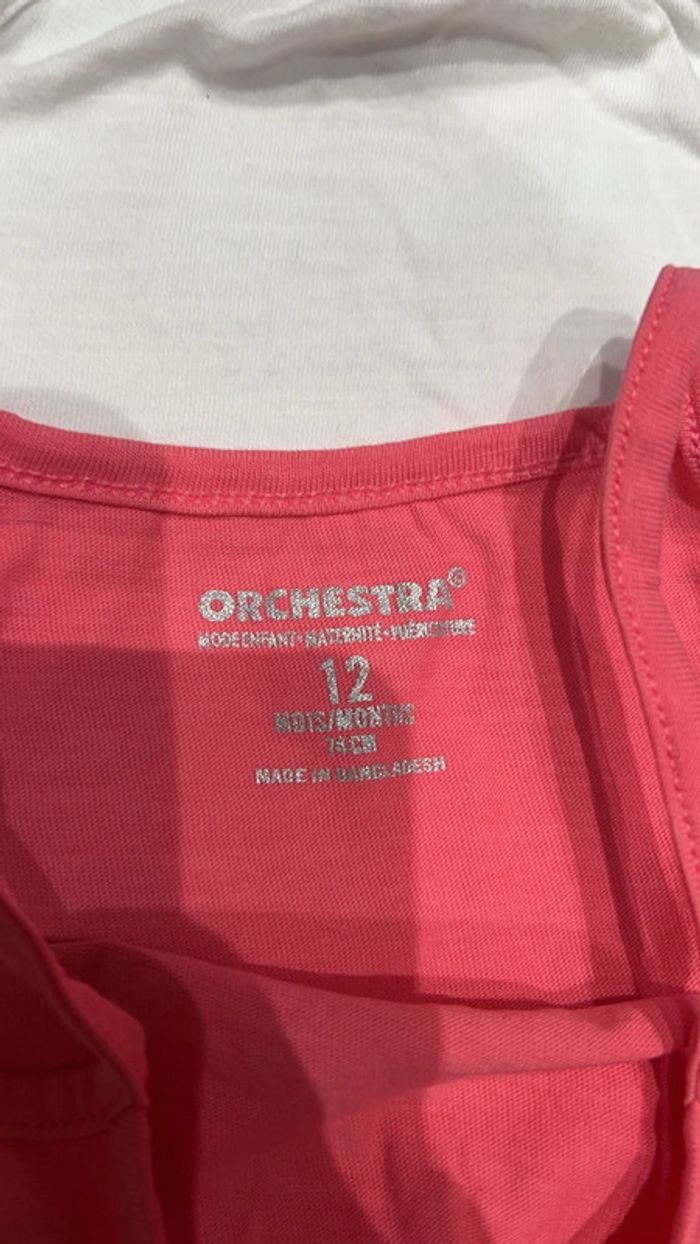 ORCHESTRA®
MODE ENFANT • MATERNITÉ • PUÉRICULTURE
12
MOIS/MONTHS
74 CM
MADE IN BANGLADESH